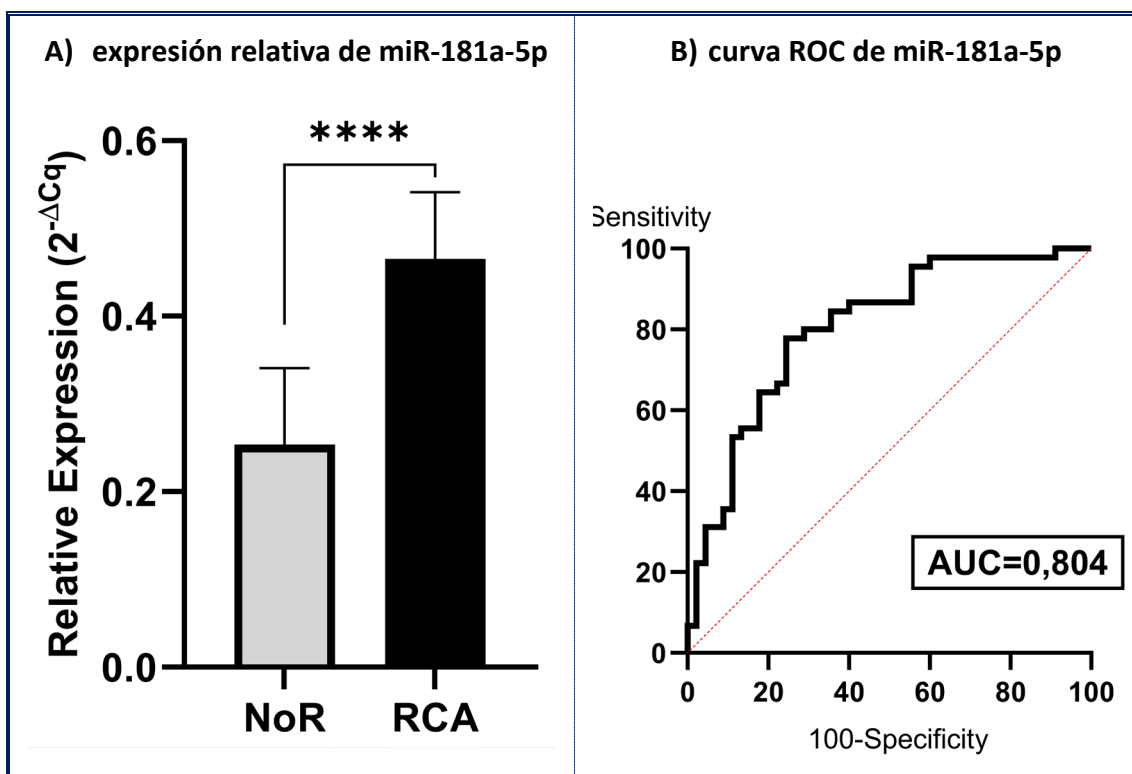 A) expresión relativa de miR-181a-5p
Relative Expression (2^-ΔCq)
0.6
0.4
0.2
0.0
****
NoR
RCA
B) curva ROC de miR-181a-5p
Sensitivity
100
80
60
40
20
0
AUC=0,804
0 20 40 60 80 100
100-Specificity